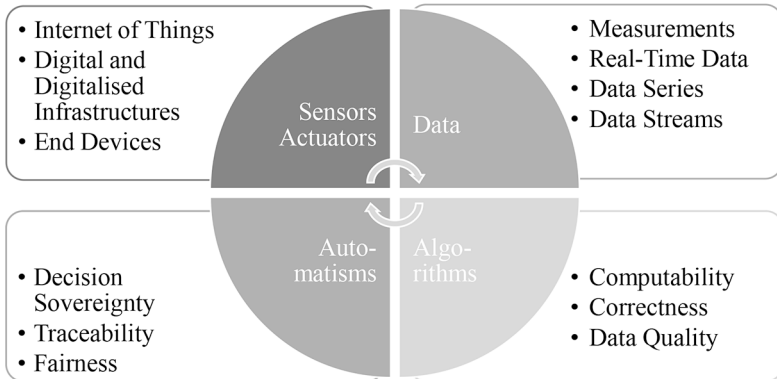 • Internet of Things
• Digital and
Digitalised
Infrastructures
• End Devices
Sensors
Actuators
Data
• Measurements
• Real-Time Data
• Data Series
• Data Streams
• Decision
Sovereignty
• Traceability
• Fairness
Auto-
matisms
Algo-
rithms
• Computability
• Correctness
• Data Quality